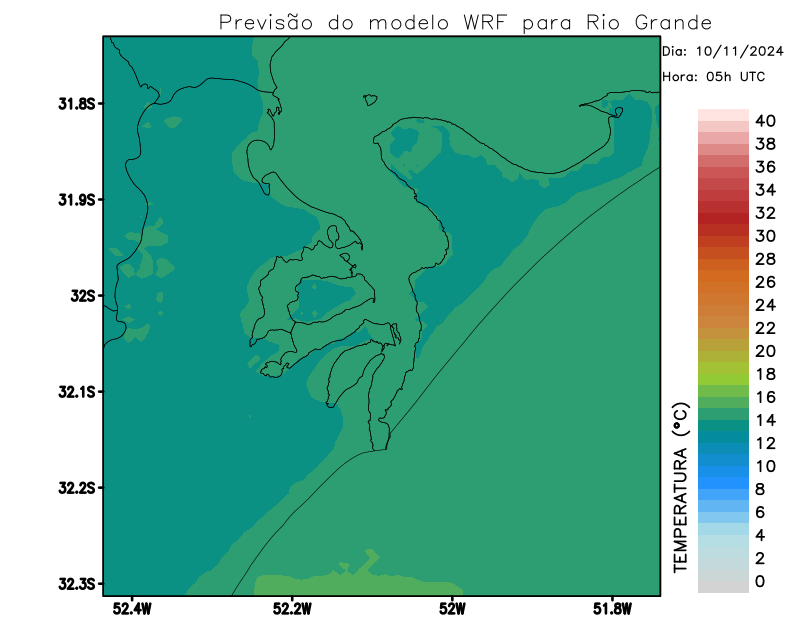 Previsão do modelo WRF para Rio Grande
Dia: 10/11/2024
Hora: 05h UTC
31.8S
31.9S
32S
32.1S
32.2S
32.3S
52.4W
52.2W
52W
51.8W
TEMPERATURA (°C)
40
38
36
34
32
30
28
26
24
22
20
18
16
14
12
10
8
6
4
2
0